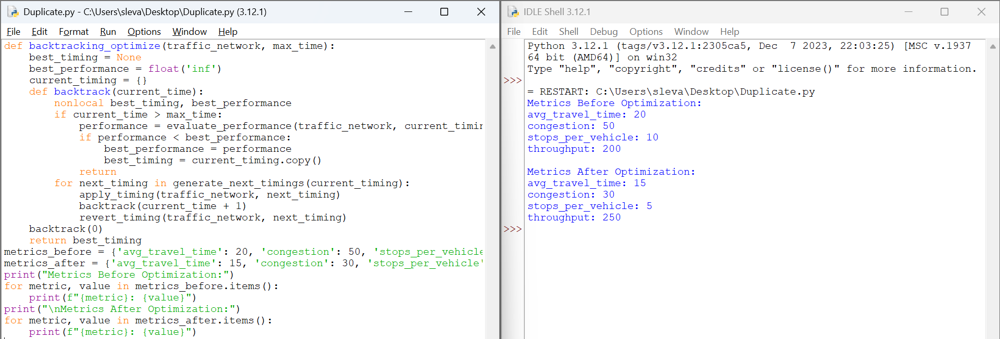 Duplicate.py - C:\Users\sleva\Desktop\Duplicate.py (3.12.1)
File Edit Format Run Options Window Help
def backtracking_optimize(traffic_network, max_time):
    best_timing = None
    best_performance = float('inf')
    current_timing = {}
    def backtrack(current_time):
        nonlocal best_timing, best_performance
        if current_time > max_time:
            performance = evaluate_performance(traffic_network, current_timin
            if performance < best_performance:
                best_performance = performance
                best_timing = current_timing.copy()
            return
        for next_timing in generate_next_timings(current_timing):
            apply_timing(traffic_network, next_timing)
            backtrack(current_time + 1)
            revert_timing(traffic_network, next_timing)
    backtrack(0)
    return best_timing
metrics_before = {'avg_travel_time': 20, 'congestion': 50, 'stops_per_vehicle
metrics_after = {'avg_travel_time': 15, 'congestion': 30, 'stops_per_vehicle'
print("Metrics Before Optimization:")
for metric, value in metrics_before.items():
    print(f"{metric}: {value}")
print("\nMetrics After Optimization:")
for metric, value in metrics_after.items():
    print(f"{metric}: {value}")
IDLE Shell 3.12.1
File Edit Shell Debug Options Window Help
Python 3.12.1 (tags/v3.12.1:2305ca5, Dec  7 2023, 22:03:25) [MSC v.1937
64 bit (AMD64)] on win32
Type "help", "copyright", "credits" or "license()" for more information.
>>>
= RESTART: C:\Users\sleva\Desktop\Duplicate.py
Metrics Before Optimization:
avg_travel_time: 20
congestion: 50
stops_per_vehicle: 10
throughput: 200
Metrics After Optimization:
avg_travel_time: 15
congestion: 30
stops_per_vehicle: 5
throughput: 250
>>>